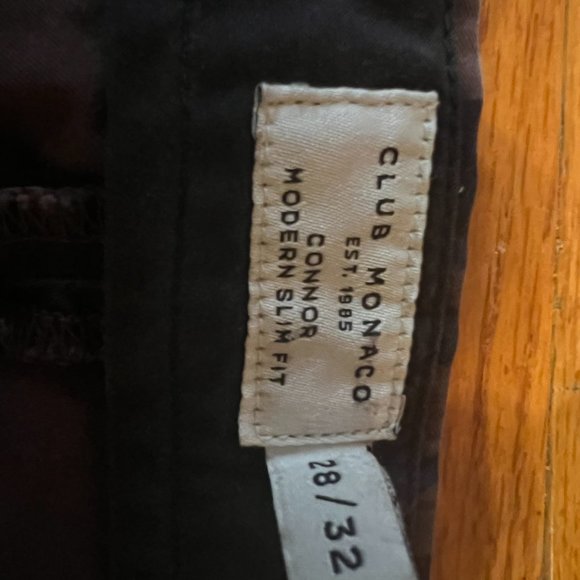 CLUB MONACO
EST. 1985
CONNOR
MODERN SLIM FIT
28 / 32